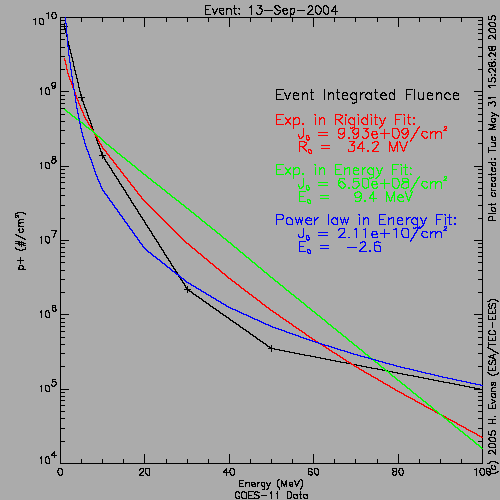 Event: 13-Sep-2004
Event Integrated Fluence
Exp. in Rigidity Fit:
J₀ = 9.93e+09/cm²
R₀ = 34.2 MV
Exp. in Energy Fit:
J₀ = 6.50e+08/cm²
E₀ = 9.4 MeV
Power law in Energy Fit:
J₀ = 2.11e+10/cm²
E₀ = -2.6
p+ (#/cm²)
10¹⁰
10⁹
10⁸
10⁷
10⁶
10⁵
10⁴
0 20 40 60 80 100
Energy (MeV)
GOES-11 Data
Plot created: Tue May 31 15:28:28 2005
(c) 2005 H. Evans (ESA/TEC-EES)